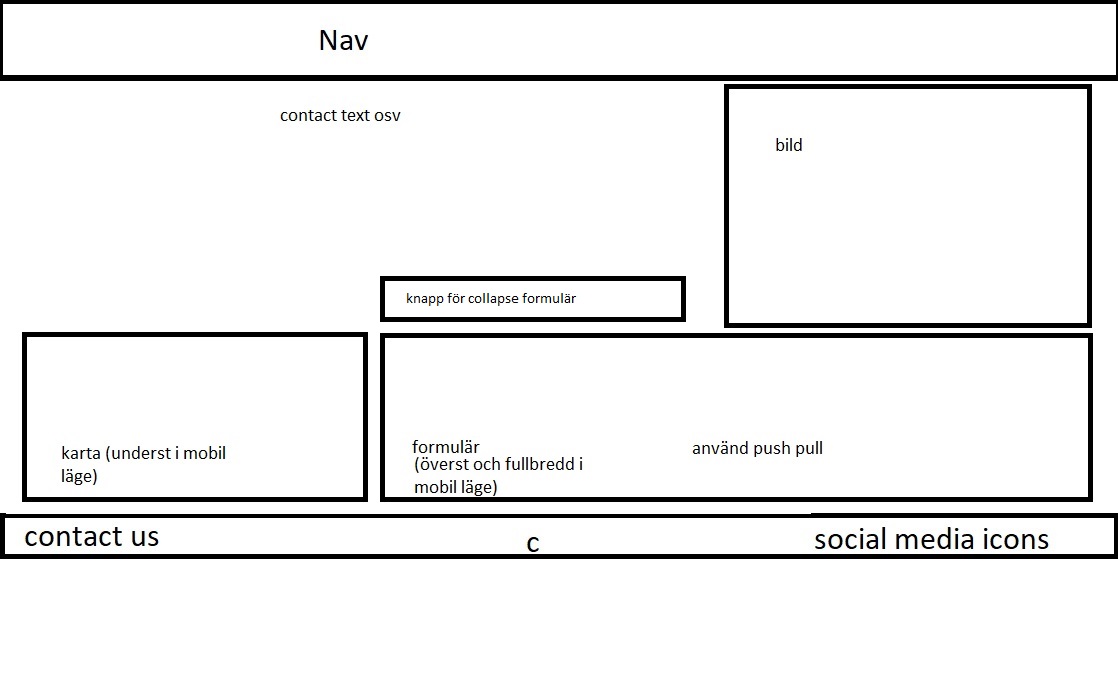 Nav
contact text osv
bild
knapp för collapse formulär
karta (underst i mobil
läge)
formulär
(överst och fullbredd i
mobil läge)
använd push pull
contact us
c
social media icons